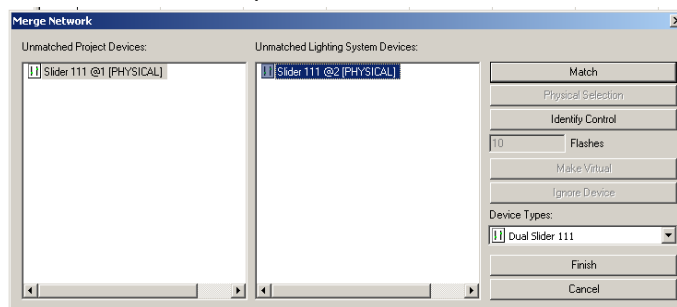 Merge Network
Unmatched Project Devices:
Unmatched Lighting System Devices:
Slider 111 @1 [PHYSICAL]
Slider 111 @2 [PHYSICAL]
Match
Physical Selection
Identify Control
10 Flashes
Make Virtual
Ignore Device
Device Types:
Dual Slider 111
Finish
Cancel